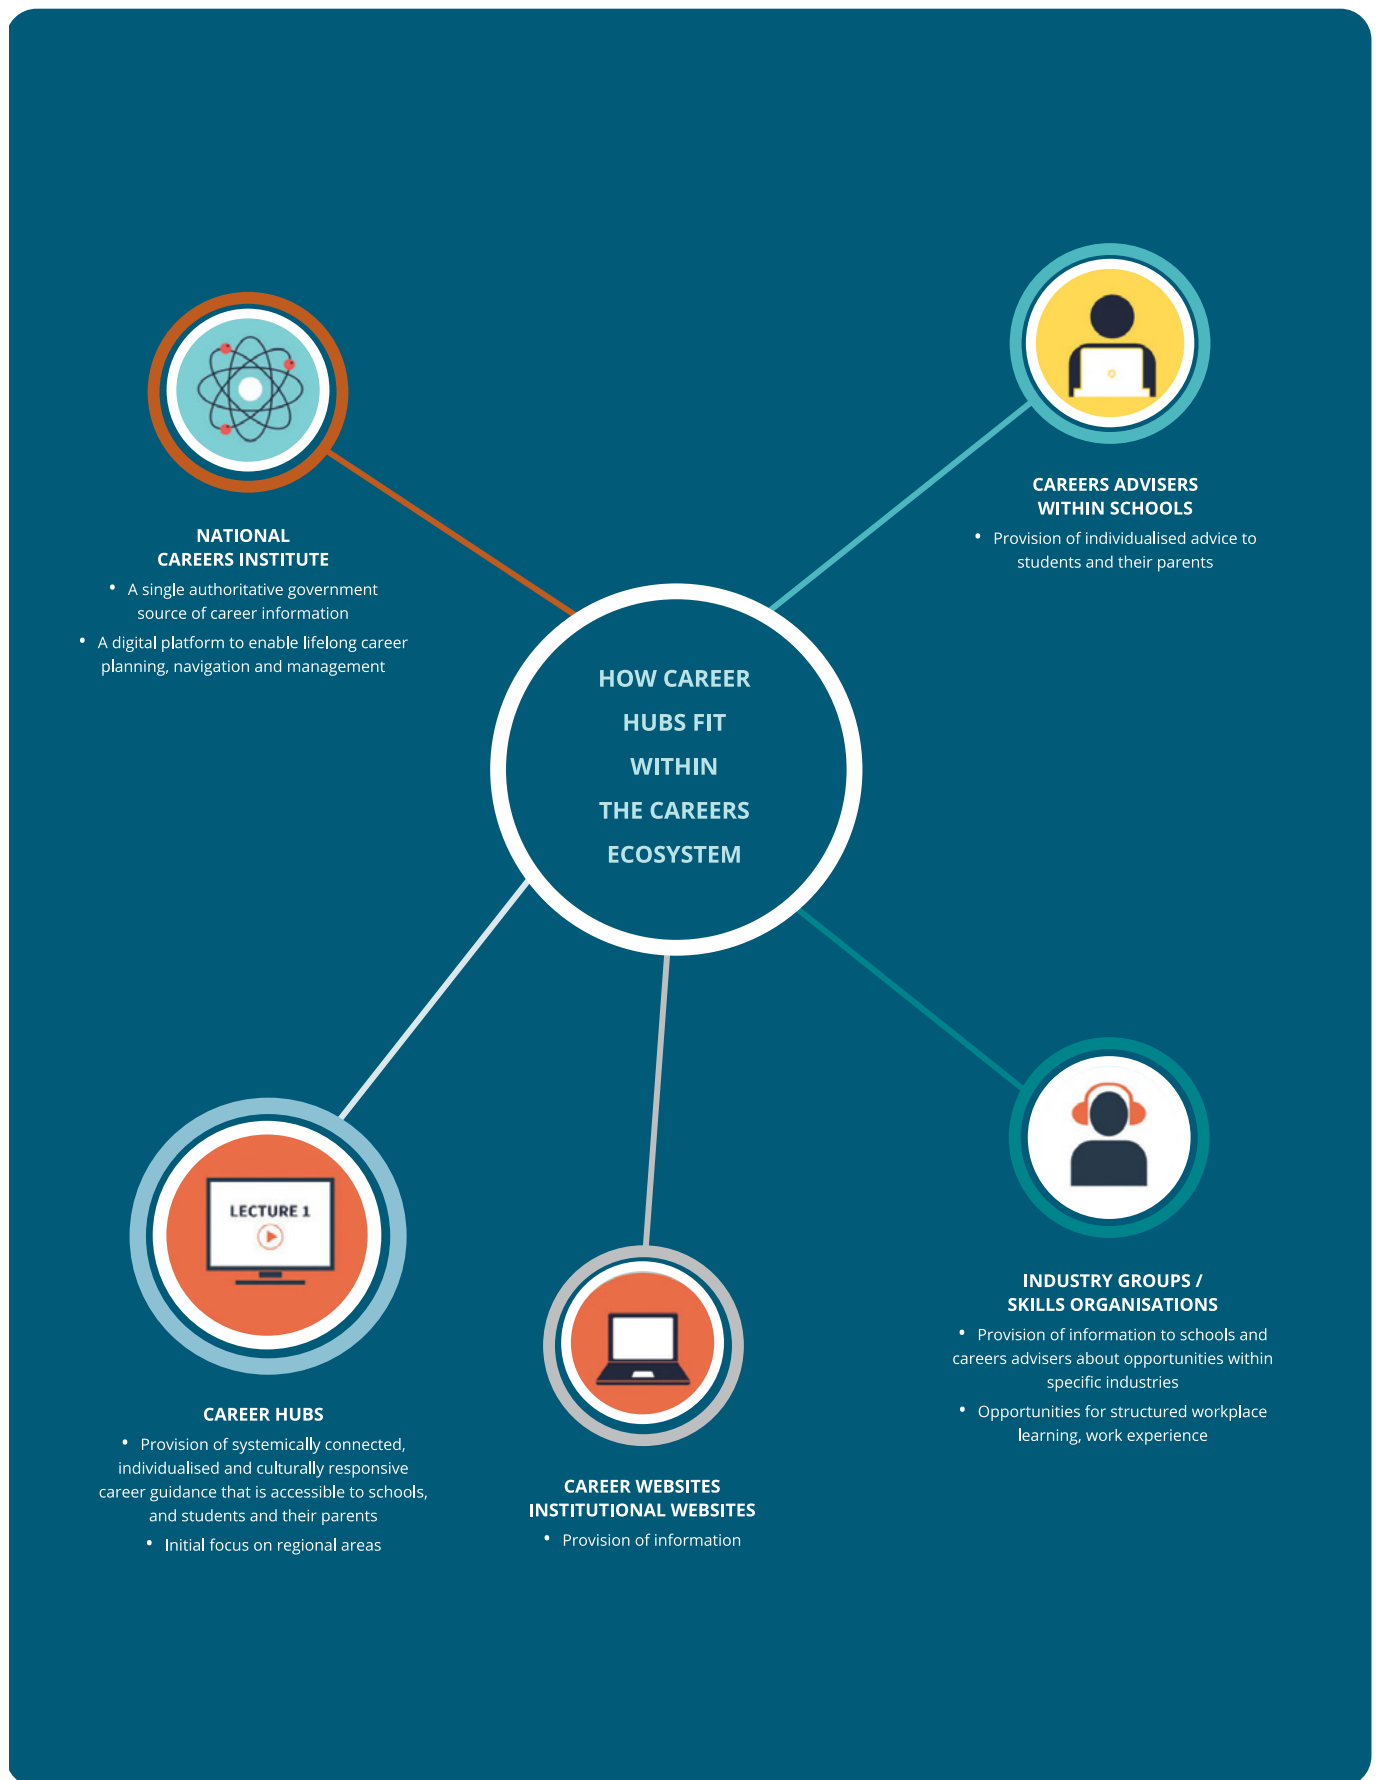 NATIONAL
CAREERS INSTITUTE
• A single authoritative government
source of career information
• A digital platform to enable lifelong career
planning, navigation and management
CAREERS ADVISERS
WITHIN SCHOOLS
• Provision of individualised advice to
students and their parents
HOW CAREER
HUBS FIT
WITHIN
THE CAREERS
ECOSYSTEM
LECTURE 1
CAREER HUBS
• Provision of systemically connected,
individualised and culturally responsive
career guidance that is accessible to schools,
and students and their parents
• Initial focus on regional areas
CAREER WEBSITES
INSTITUTIONAL WEBSITES
• Provision of information
INDUSTRY GROUPS /
SKILLS ORGANISATIONS
• Provision of information to schools and
careers advisers about opportunities within
specific industries
• Opportunities for structured workplace
learning, work experience